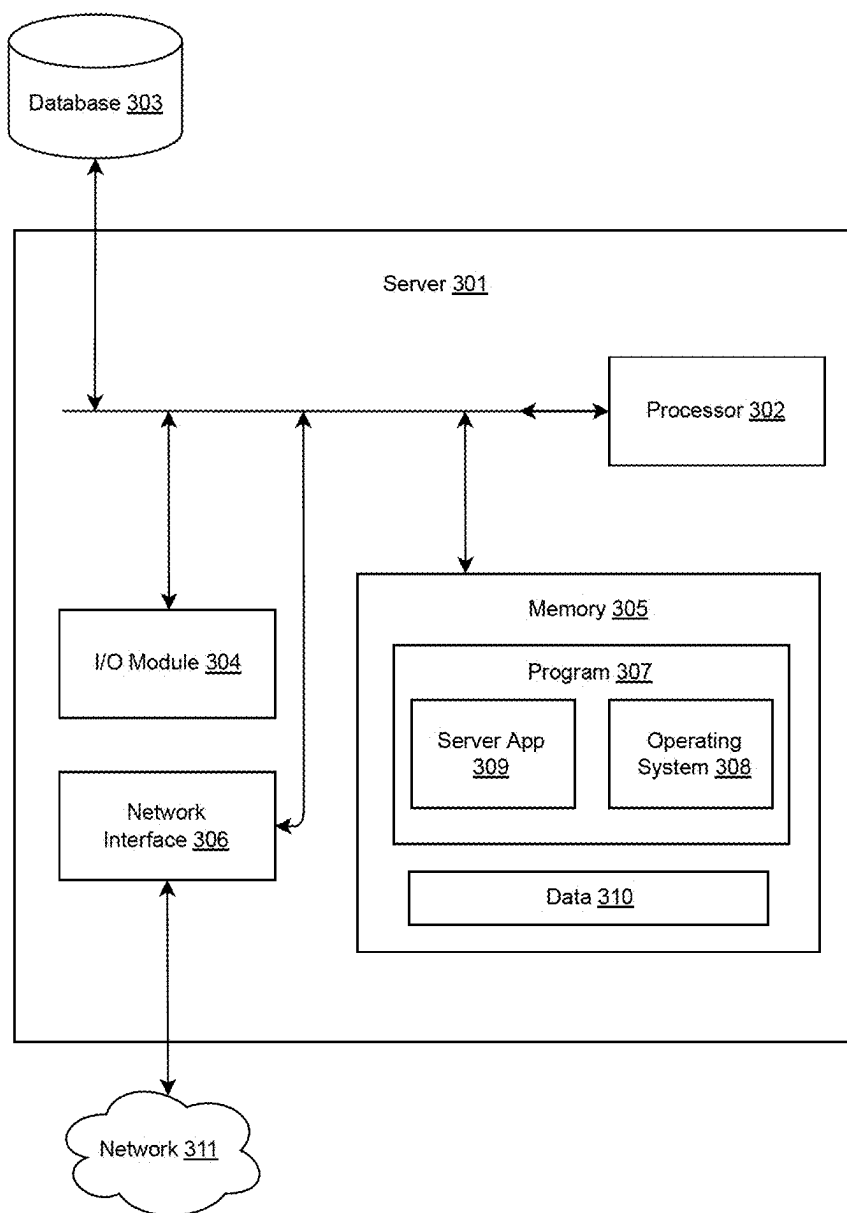 Database 303
Server 301
Processor 302
I/O Module 304
Memory 305
Program 307
Server App
309
Operating
System 308
Network
Interface 306
Data 310
Network 311